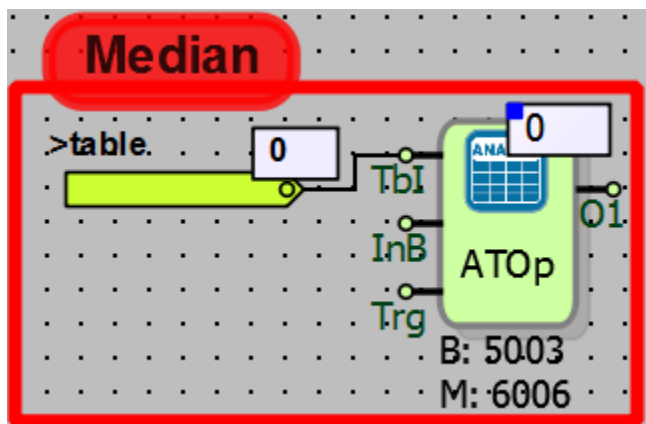 Median
>table.
0
0
ANA
TbI
O1
InB
ATOp
Trg
B: 5003
M: 6006